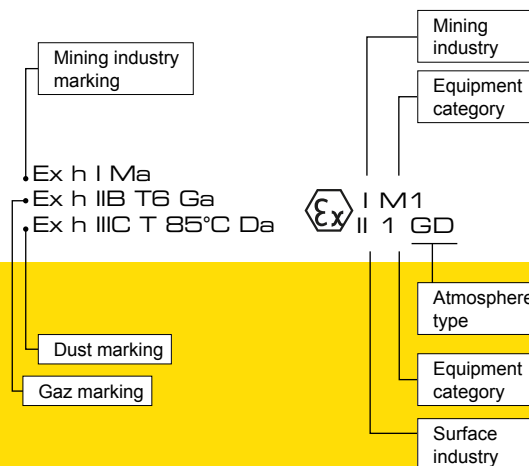 Mining industry
marking
Mining
industry
Equipment
category
Ex h I Ma
Ex h IIB T6 Ga
Ex h IIIC T 85°C Da
Ex
I M1
II 1 GD
Atmosphere
type
Dust marking
Gaz marking
Equipment
category
Surface
industry